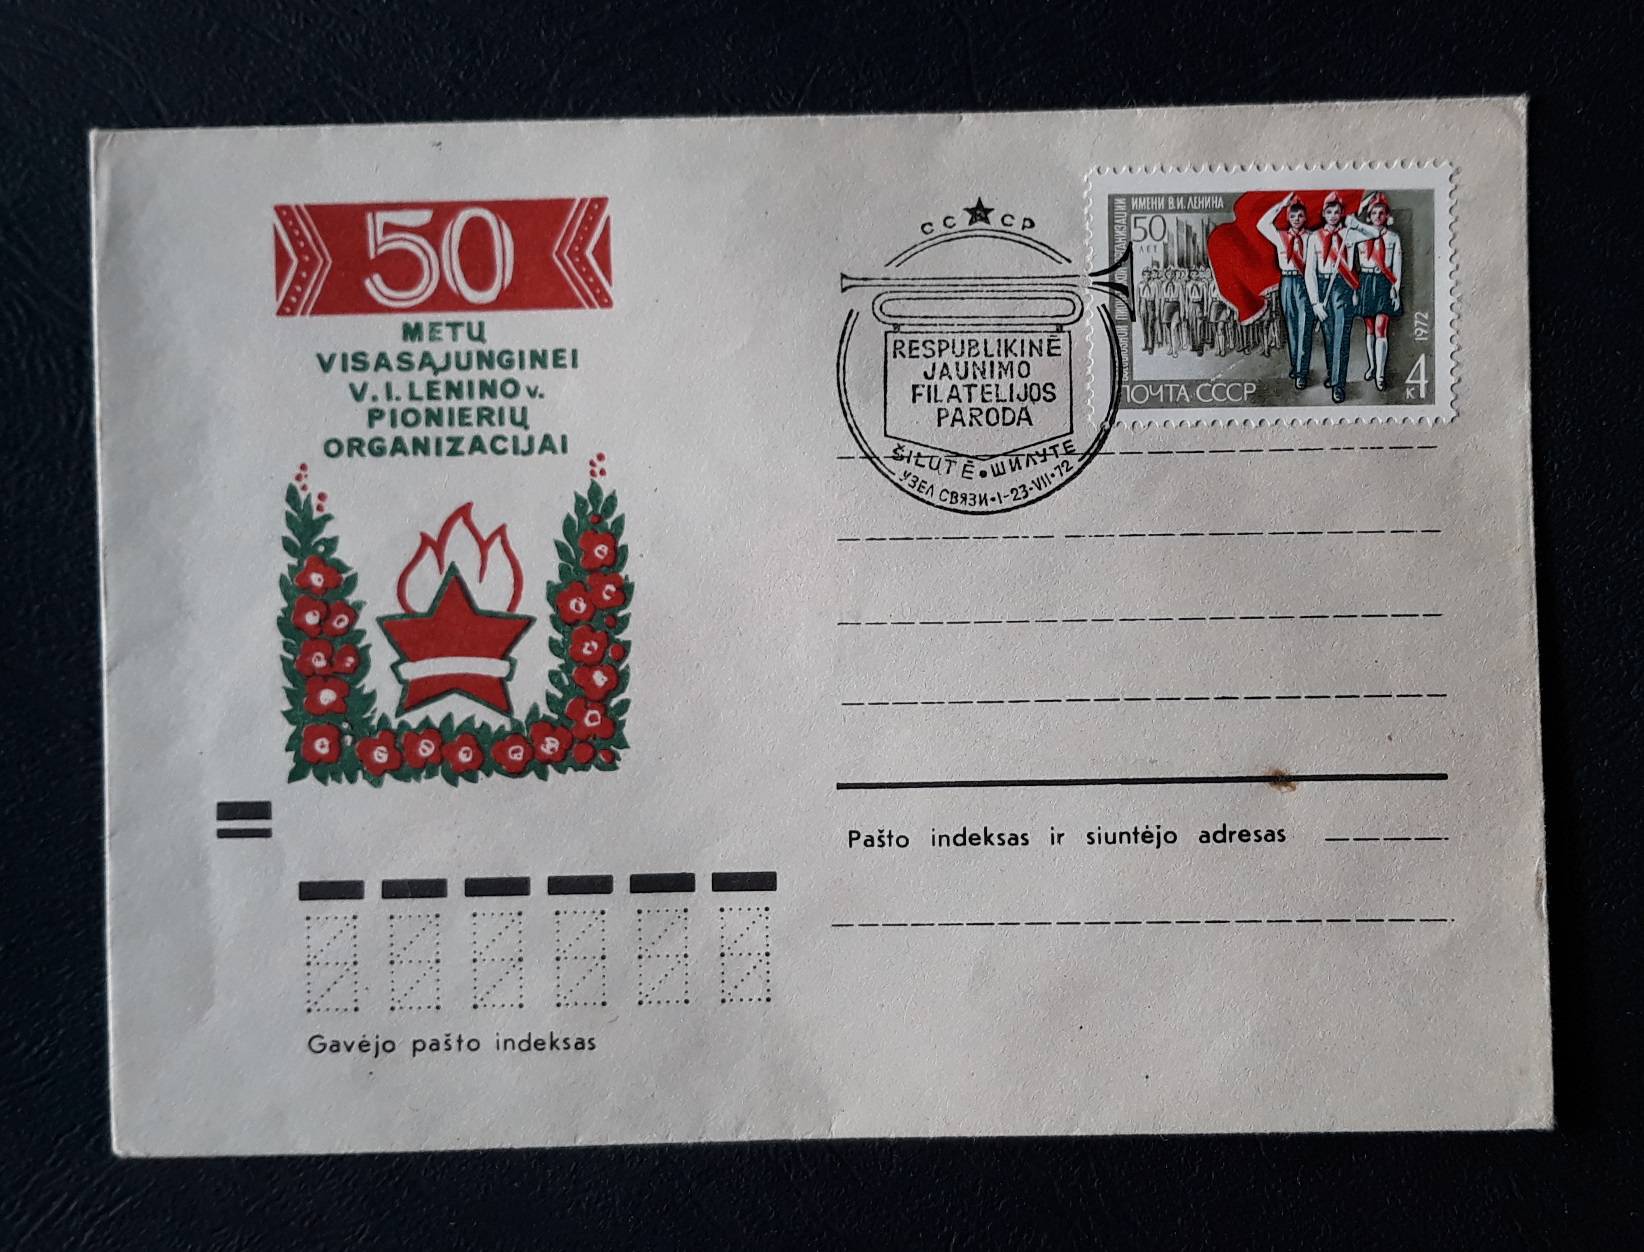 50
METŲ
VISASĄJUNGINEI
V. I. LENINO v.
PIONIERIŲ
ORGANIZACIJAI
СССР
RESPUBLIKINĖ
JAUNIMO
FILATELIJOS
PARODA
ŠILUTĖ • ШИЛУТЕ
УЗЕЛ СВЯЗИ • 1-23-VII-72
ИМЕНИ В.И. ЛЕНИНА
50
ЛЕТ
ОРГАНИЗАЦИИ
1972
ПОЧТА СССР
4
К
Pašto indeksas ir siuntėjo adresas
Gavėjo pašto indeksas